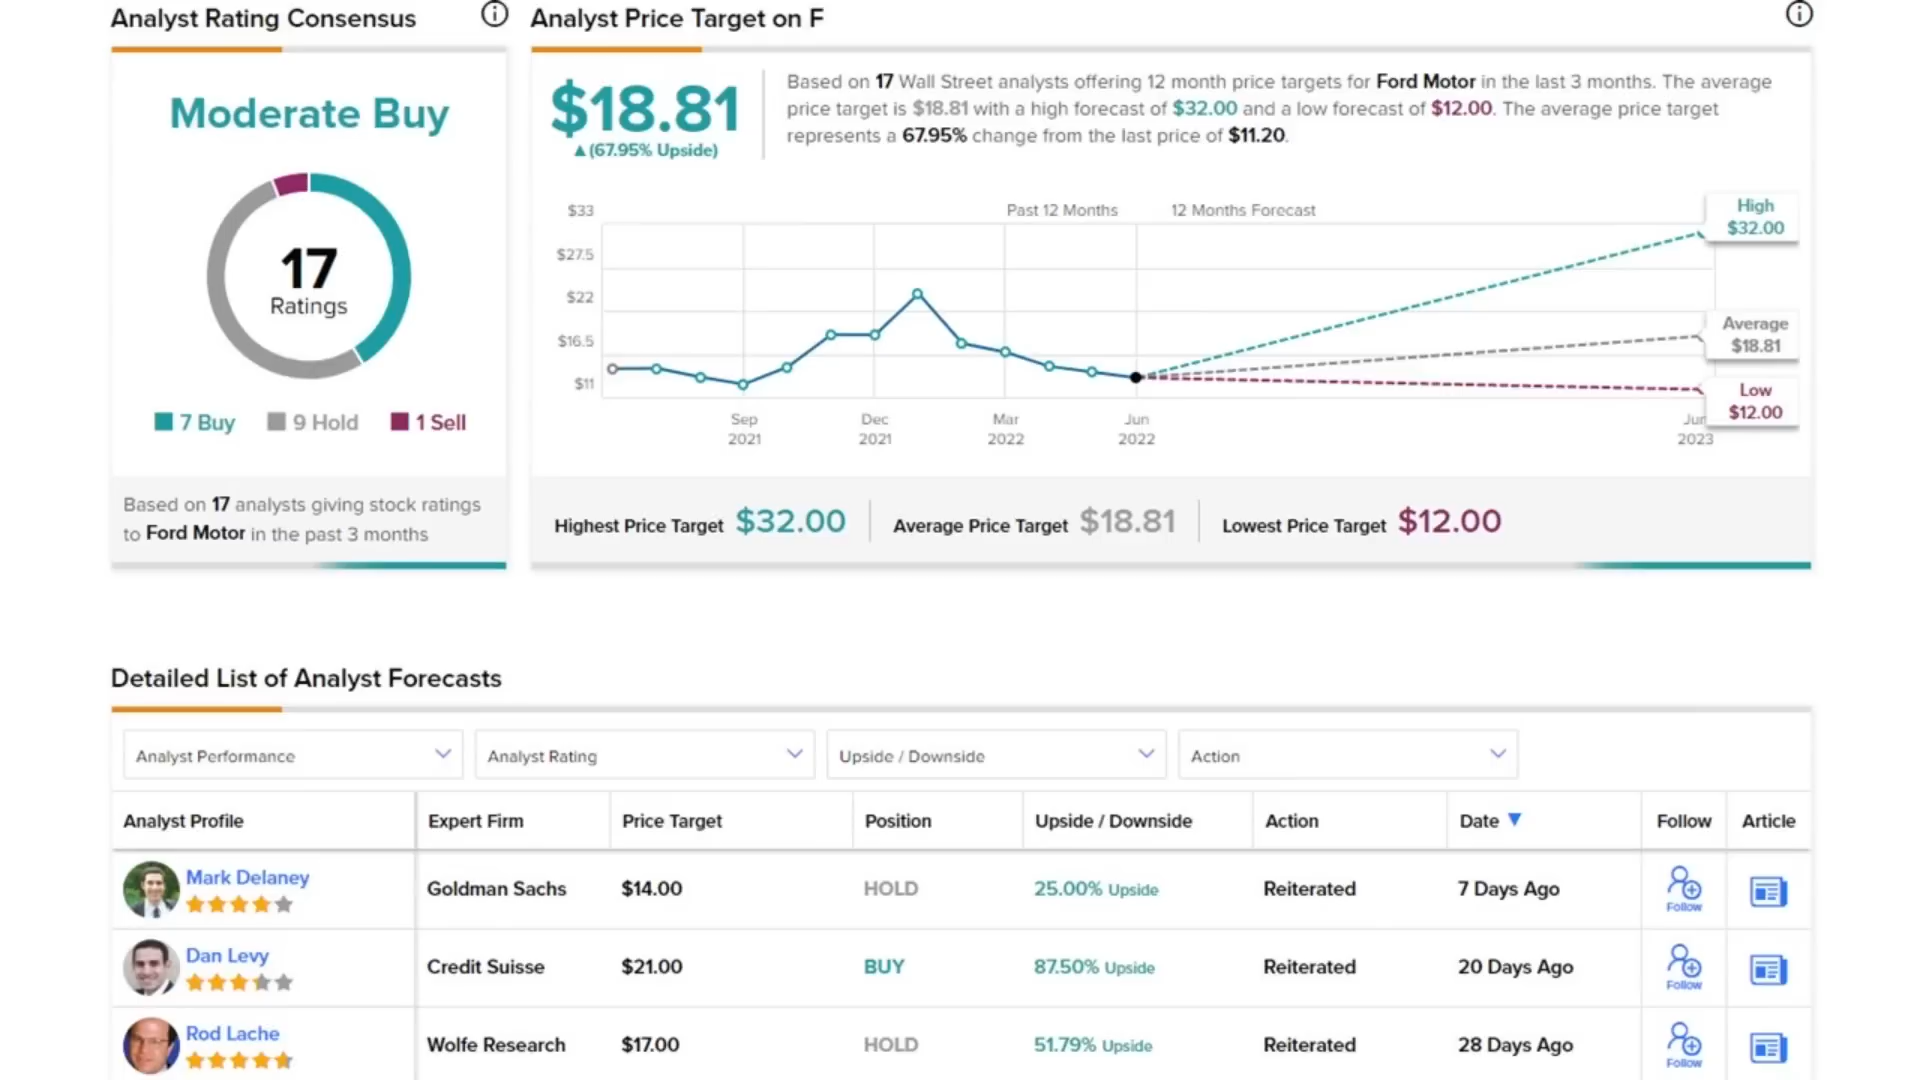 Analyst Rating Consensus
Moderate Buy
17
Ratings
7 Buy 9 Hold 1 Sell
Based on 17 analysts giving stock ratings
to Ford Motor in the past 3 months
Analyst Price Target on F
$18.81
▲(67.95% Upside)
Based on 17 Wall Street analysts offering 12 month price targets for Ford Motor in the last 3 months. The average
price target is $18.81 with a high forecast of $32.00 and a low forecast of $12.00. The average price target
represents a 67.95% change from the last price of $11.20.
Past 12 Months 12 Months Forecast
$33
$27.5
$22
$16.5
$11
High
$32.00
Average
$18.81
Low
$12.00
Sep Dec Mar Jun Jun
2021 2021 2022 2022 2023
Highest Price Target $32.00 Average Price Target $18.81 Lowest Price Target $12.00
Detailed List of Analyst Forecasts
Analyst Performance Analyst Rating Upside / Downside Action
Analyst Profile Expert Firm Price Target Position Upside / Downside Action Date ▼ Follow Article
Mark Delaney Goldman Sachs $14.00 HOLD 25.00% Upside Reiterated 7 Days Ago Follow
Dan Levy Credit Suisse $21.00 BUY 87.50% Upside Reiterated 20 Days Ago Follow
Rod Lache Wolfe Research $17.00 HOLD 51.79% Upside Reiterated 28 Days Ago Follow